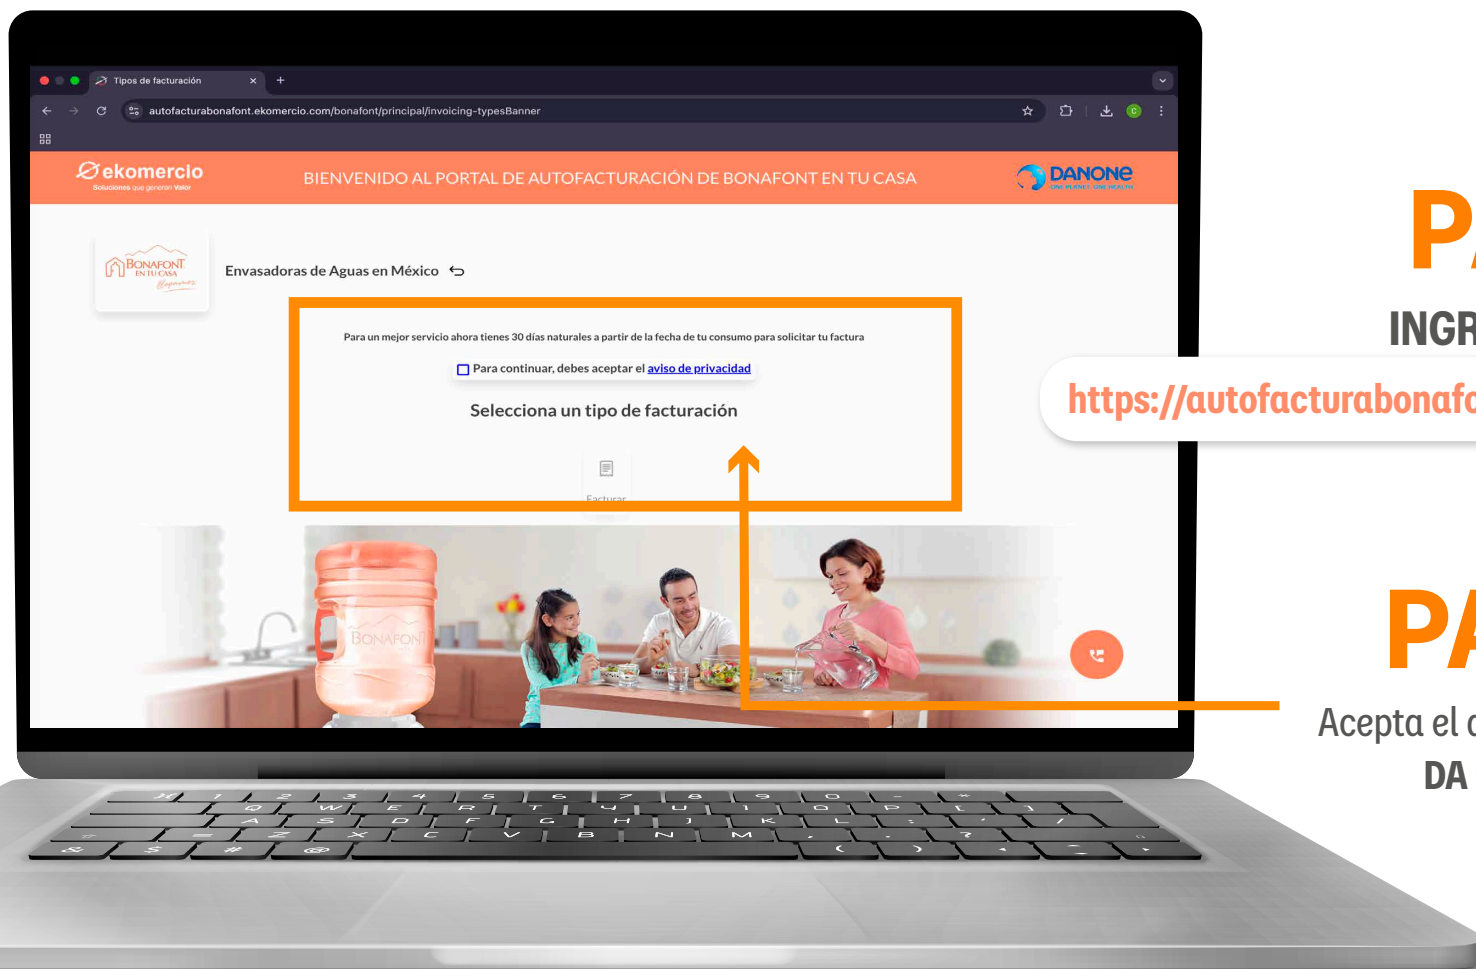 Tipos de facturación
autofacturabonafont.ekomercio.com/bonafont/principal/invoicing-typesBanner
ekomercio
Soluciones que generan Valor
BIENVENIDO AL PORTAL DE AUTOFACTURACIÓN DE BONAFONT EN TU CASA
DANONE
ONE PLANET. ONE HEALTH
BONAFONT
EN TU CASA
Envasadoras de Aguas en México
Para un mejor servicio ahora tienes 30 días naturales a partir de la fecha de tu consumo para solicitar tu factura
Para continuar, debes aceptar el aviso de privacidad
Selecciona un tipo de facturación
Facturar
BONAFONT
PA
INGR
https://autofacturabonafo
PA
Acepta el
DA